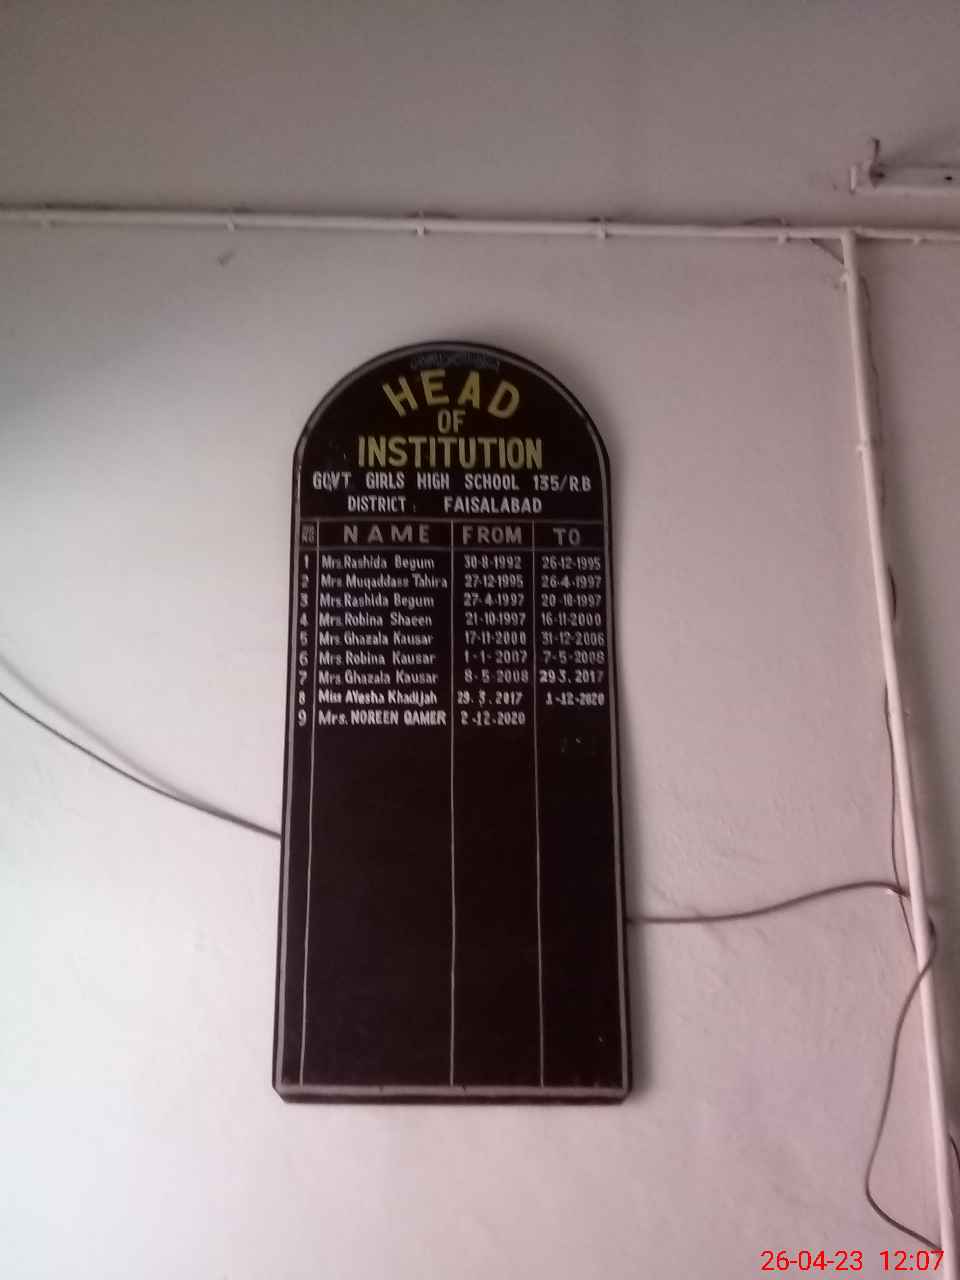 HEAD
OF
INSTITUTION
GOVT GIRLS HIGH SCHOOL 135/R.B
DISTRICT : FAISALABAD
NAME FROM TO
1 Mrs.Rashida Begum 30-8-1992 26-12-1995
2 Mrs.Muqaddass Tahira 27-12-1995 26-4-1997
3 Mrs.Rashida Begum 27-4-1997 20-10-1997
4 Mrs.Robina Shaeen 21-10-1997 16-11-2000
5 Mrs.Ghazala Kausar 17-11-2000 31-12-2006
6 Mrs.Robina Kausar 1-1-2007 7-5-2008
7 Mrs.Ghazala Kausar 8-5-2008 29.3.2017
8 Miss AYesha Khadijah 29.3.2017 1-12-2020
9 Mrs. NOREEN QAMER 2-12-2020
26-04-23 12:07